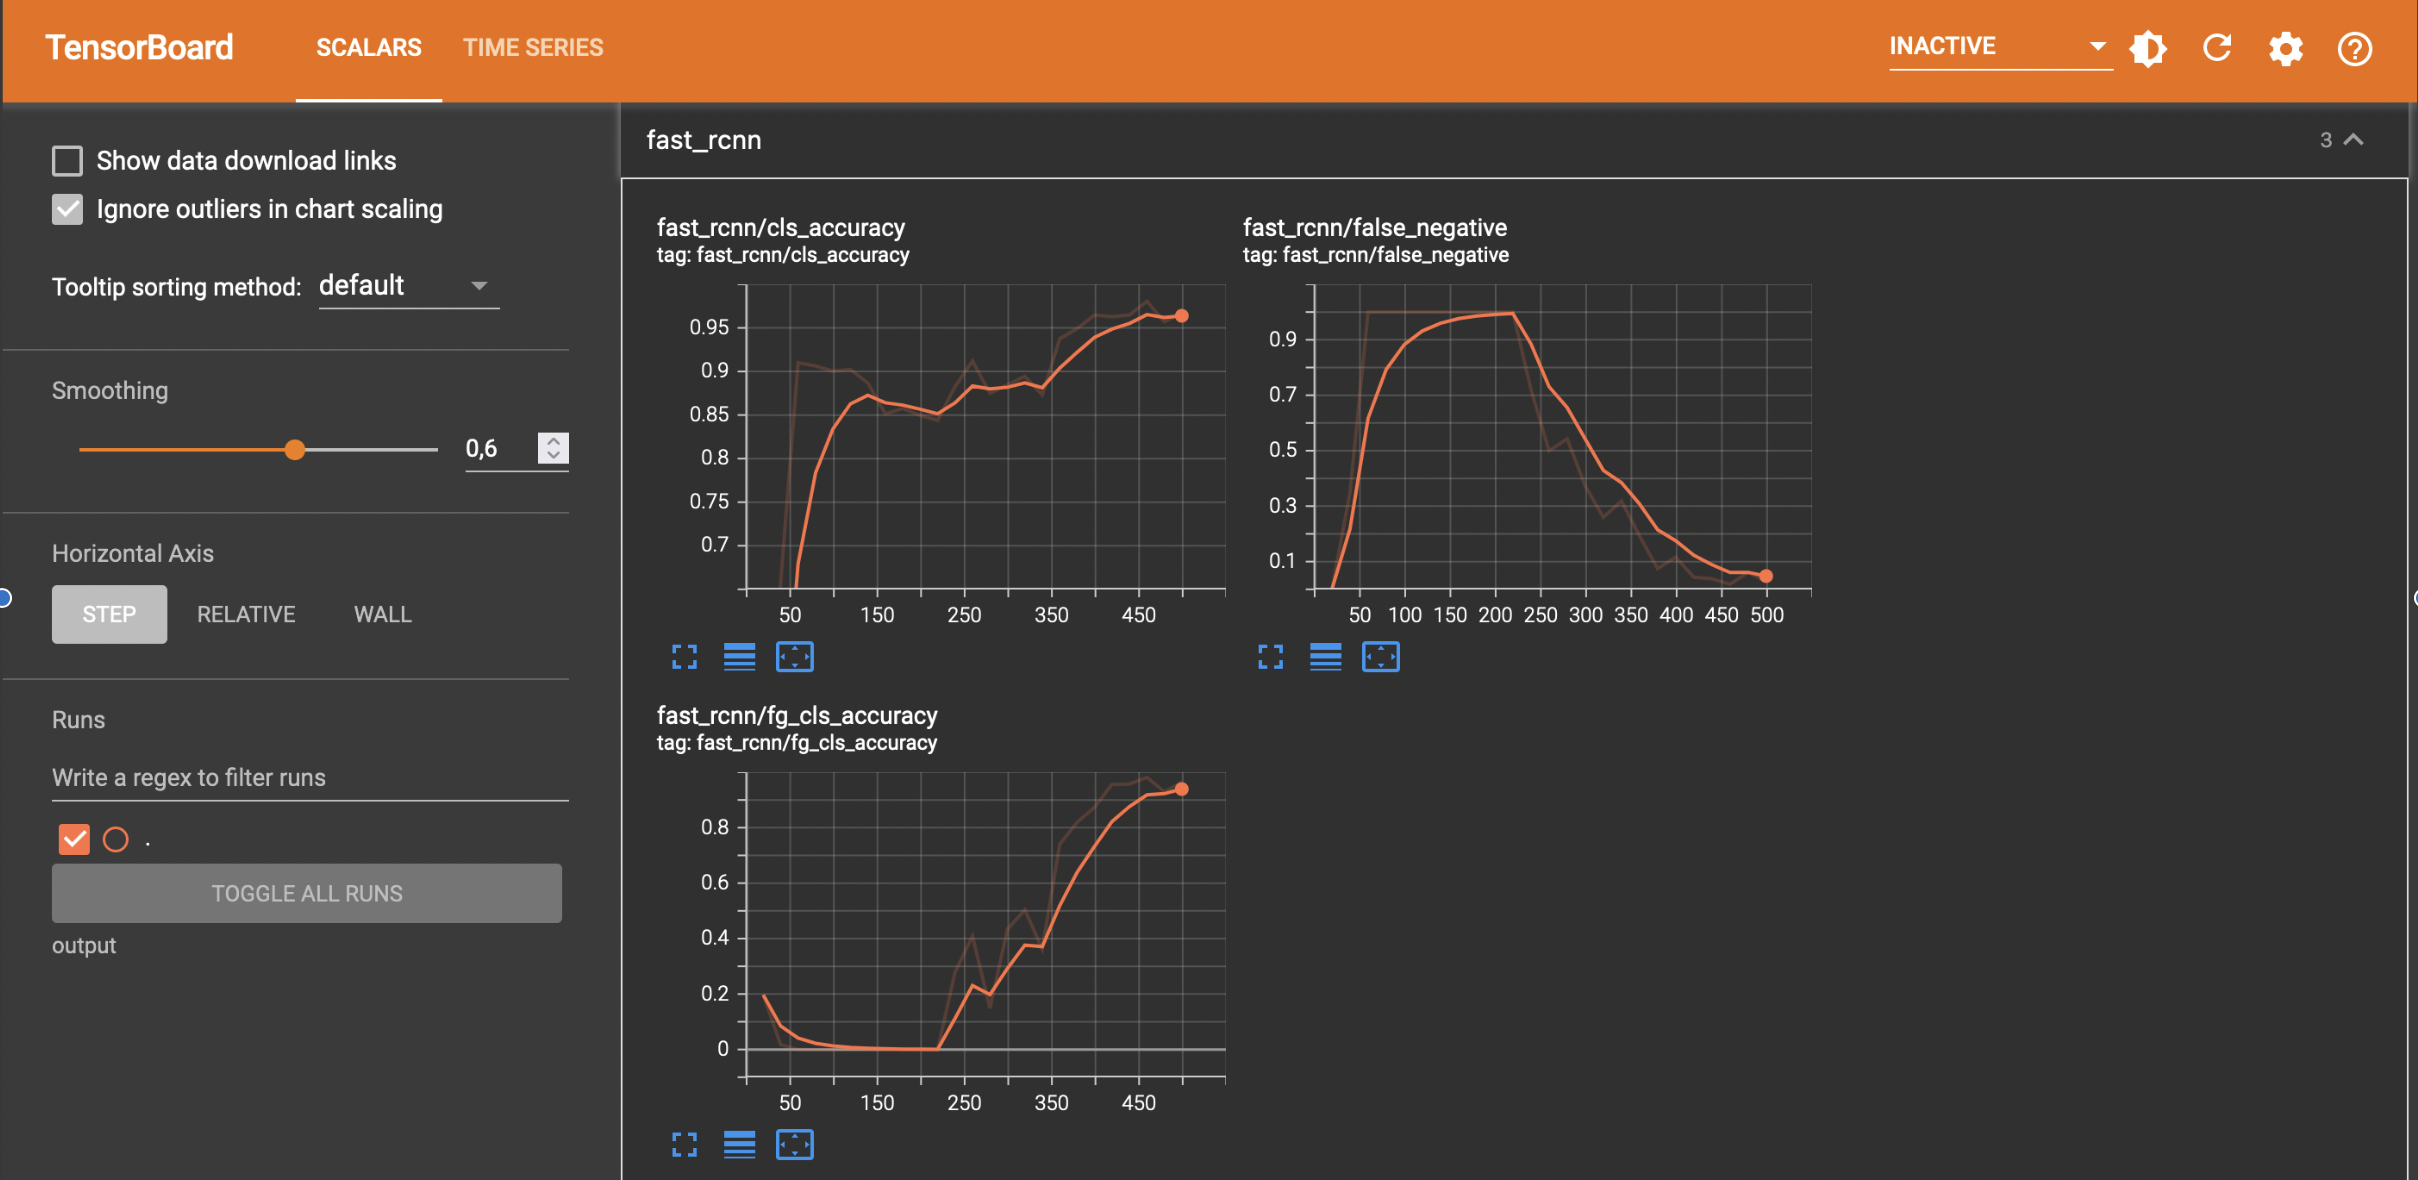 TensorBoard
SCALARS
TIME SERIES
INACTIVE
Show data download links
Ignore outliers in chart scaling
Tooltip sorting method: default
Smoothing
0,6
Horizontal Axis
STEP
RELATIVE
WALL
Runs
Write a regex to filter runs
.
TOGGLE ALL RUNS
output
fast_rcnn
3
fast_rcnn/cls_accuracy
tag: fast_rcnn/cls_accuracy
0.95
0.9
0.85
0.8
0.75
0.7
50 150 250 350 450
fast_rcnn/false_negative
tag: fast_rcnn/false_negative
0.9
0.7
0.5
0.3
0.1
50 100 150 200 250 300 350 400 450 500
fast_rcnn/fg_cls_accuracy
tag: fast_rcnn/fg_cls_accuracy
0.8
0.6
0.4
0.2
0
50 150 250 350 450